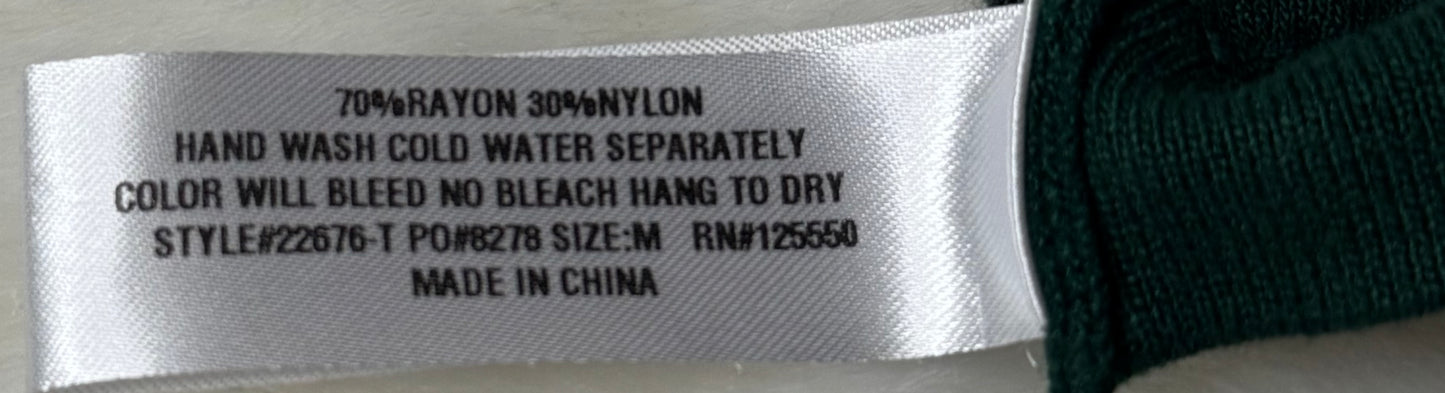 70%RAYON 30%NYLON
HAND WASH COLD WATER SEPARATELY
COLOR WILL BLEED NO BLEACH HANG TO DRY
STYLE#22676-T PO#8278 SIZE:M RN#125550
MADE IN CHINA